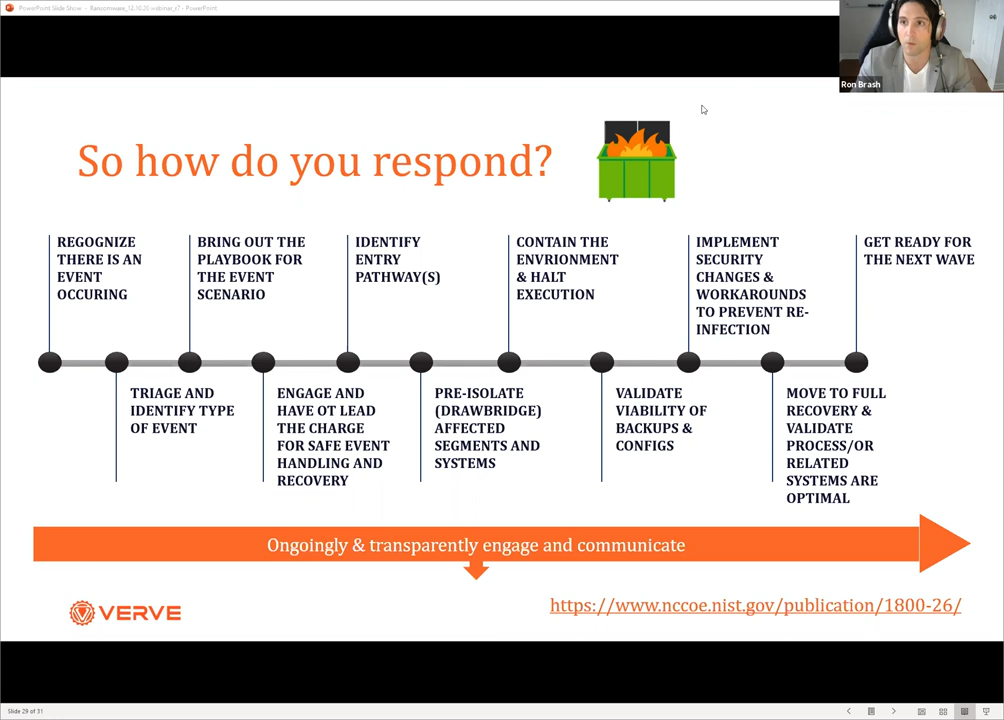 PowerPoint Slide Show - Ransomware_12.10.20 webinar_r7 - PowerPoint
Ron Brash
So how do you respond?
REGOGNIZE
THERE IS AN
EVENT
OCCURING
BRING OUT THE
PLAYBOOK FOR
THE EVENT
SCENARIO
IDENTIFY
ENTRY
PATHWAY(S)
CONTAIN THE
ENVRIONMENT
& HALT
EXECUTION
IMPLEMENT
SECURITY
CHANGES &
WORKAROUNDS
TO PREVENT RE-
INFECTION
GET READY FOR
THE NEXT WAVE
TRIAGE AND
IDENTIFY TYPE
OF EVENT
ENGAGE AND
HAVE OT LEAD
THE CHARGE
FOR SAFE EVENT
HANDLING AND
RECOVERY
PRE-ISOLATE
(DRAWBRIDGE)
AFFECTED
SEGMENTS AND
SYSTEMS
VALIDATE
VIABILITY OF
BACKUPS &
CONFIGS
MOVE TO FULL
RECOVERY &
VALIDATE
PROCESS/OR
RELATED
SYSTEMS ARE
OPTIMAL
Ongoingly & transparently engage and communicate
VERVE
https://www.nccoe.nist.gov/publication/1800-26/
Slide 29 of 31